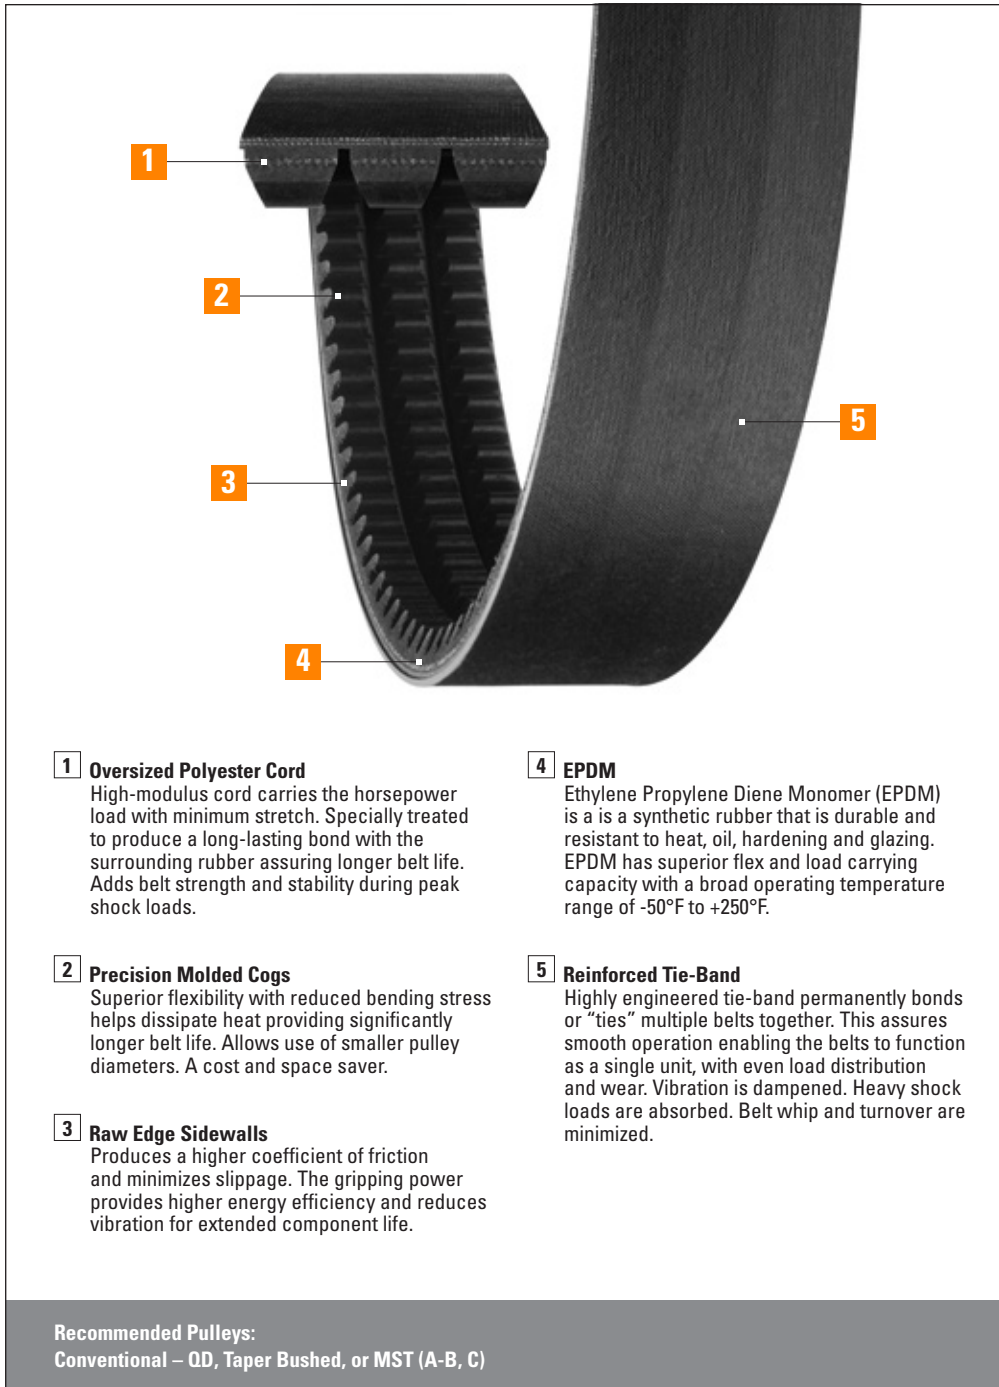 1
2
3
5
4
1 Oversized Polyester Cord
High-modulus cord carries the horsepower
load with minimum stretch. Specially treated
to produce a long-lasting bond with the
surrounding rubber assuring longer belt life.
Adds belt strength and stability during peak
shock loads.
2 Precision Molded Cogs
Superior flexibility with reduced bending stress
helps dissipate heat providing significantly
longer belt life. Allows use of smaller pulley
diameters. A cost and space saver.
3 Raw Edge Sidewalls
Produces a higher coefficient of friction
and minimizes slippage. The gripping power
provides higher energy efficiency and reduces
vibration for extended component life.
4 EPDM
Ethylene Propylene Diene Monomer (EPDM)
is a is a synthetic rubber that is durable and
resistant to heat, oil, hardening and glazing.
EPDM has superior flex and load carrying
capacity with a broad operating temperature
range of -50°F to +250°F.
5 Reinforced Tie-Band
Highly engineered tie-band permanently bonds
or “ties” multiple belts together. This assures
smooth operation enabling the belts to function
as a single unit, with even load distribution
and wear. Vibration is dampened. Heavy shock
loads are absorbed. Belt whip and turnover are
minimized.
Recommended Pulleys:
Conventional – QD, Taper Bushed, or MST (A-B, C)